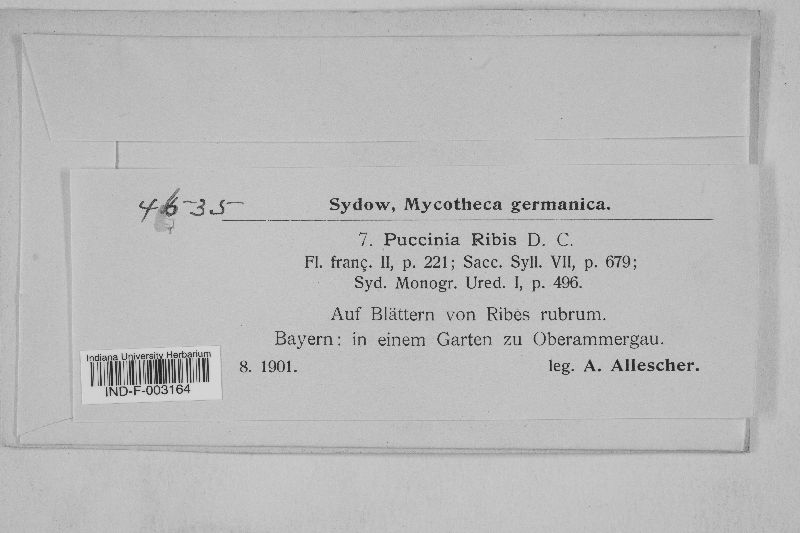 4635
Sydow, Mycotheca germanica.
7. Puccinia Ribis D. C.
Fl. franç. II, p. 221; Sacc. Syll. VII, p. 679;
Syd. Monogr. Ured. I, p. 496.
Auf Blättern von Ribes rubrum.
Bayern: in einem Garten zu Oberammergau.
8. 1901. leg. A. Allescher.
Indiana University Herbarium
IND-F-003164